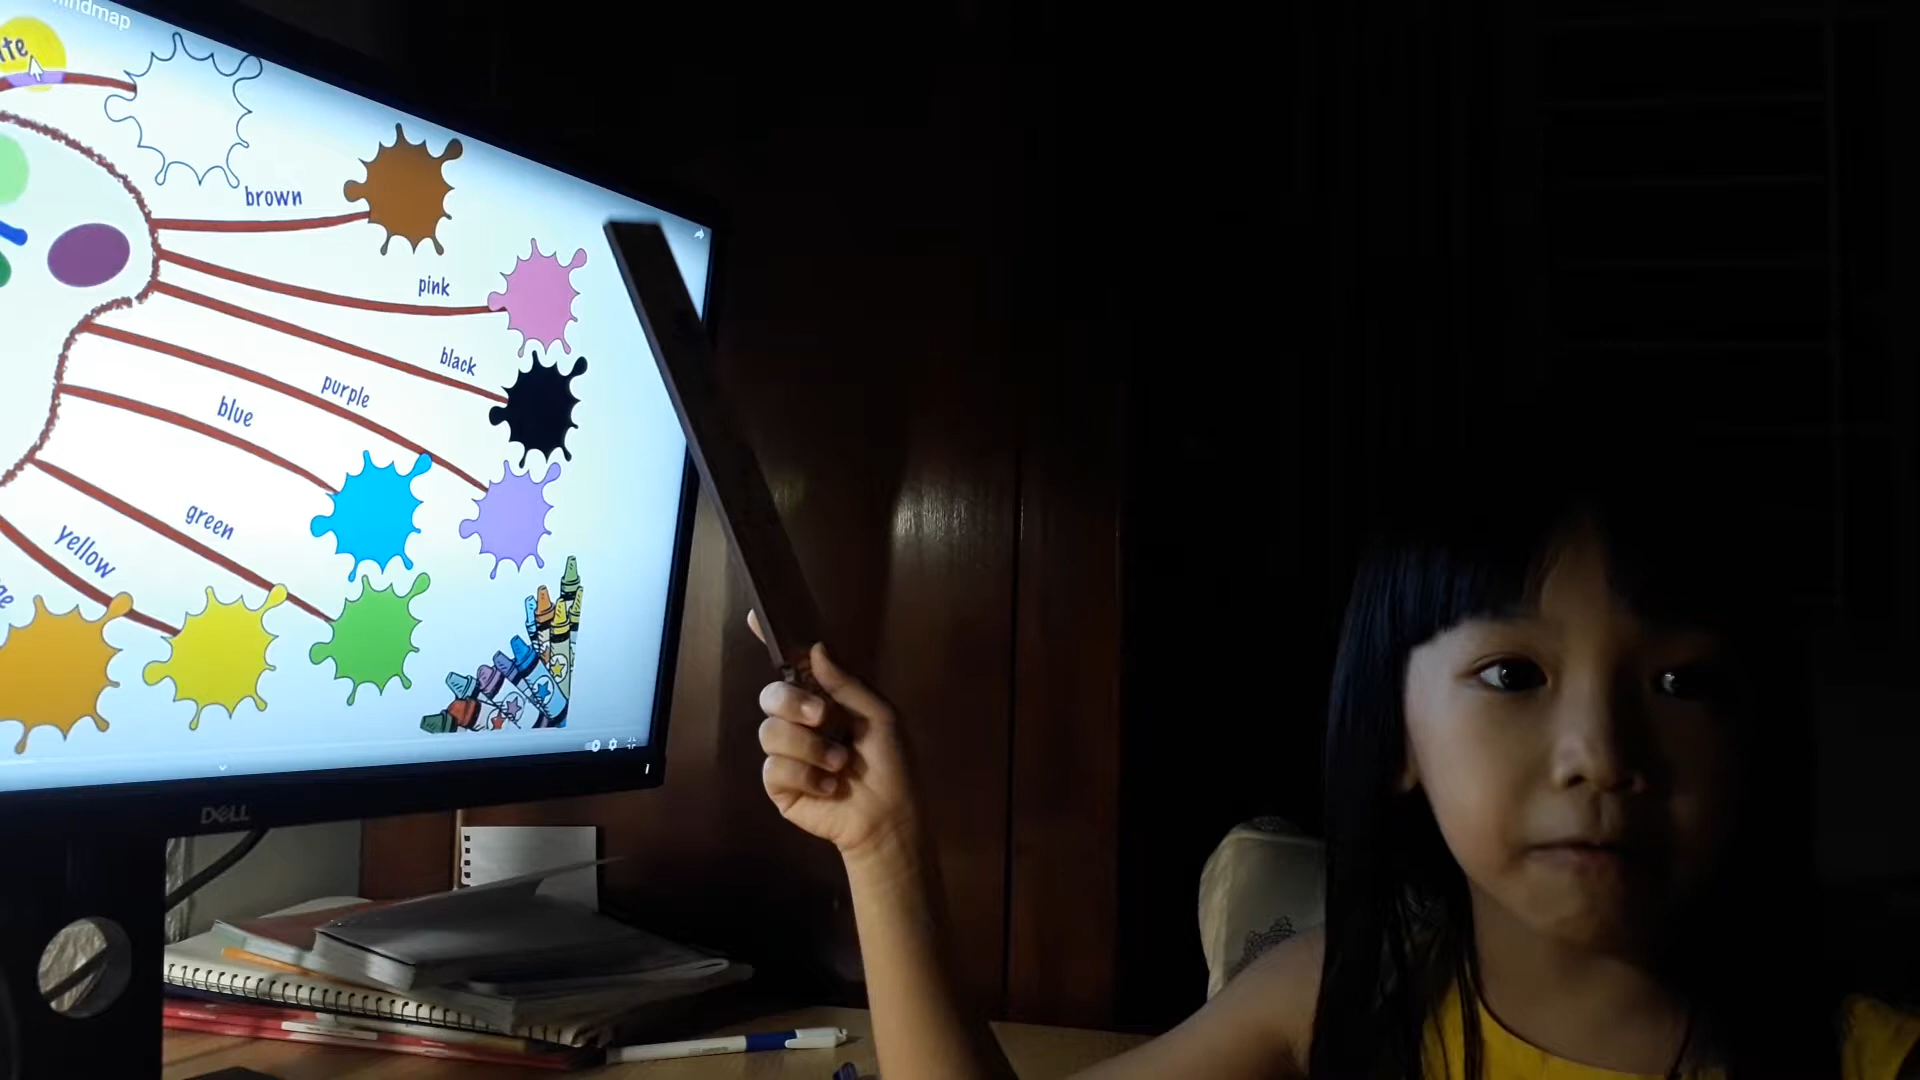 mindmap
brown
pink
black
purple
blue
green
yellow
DELL